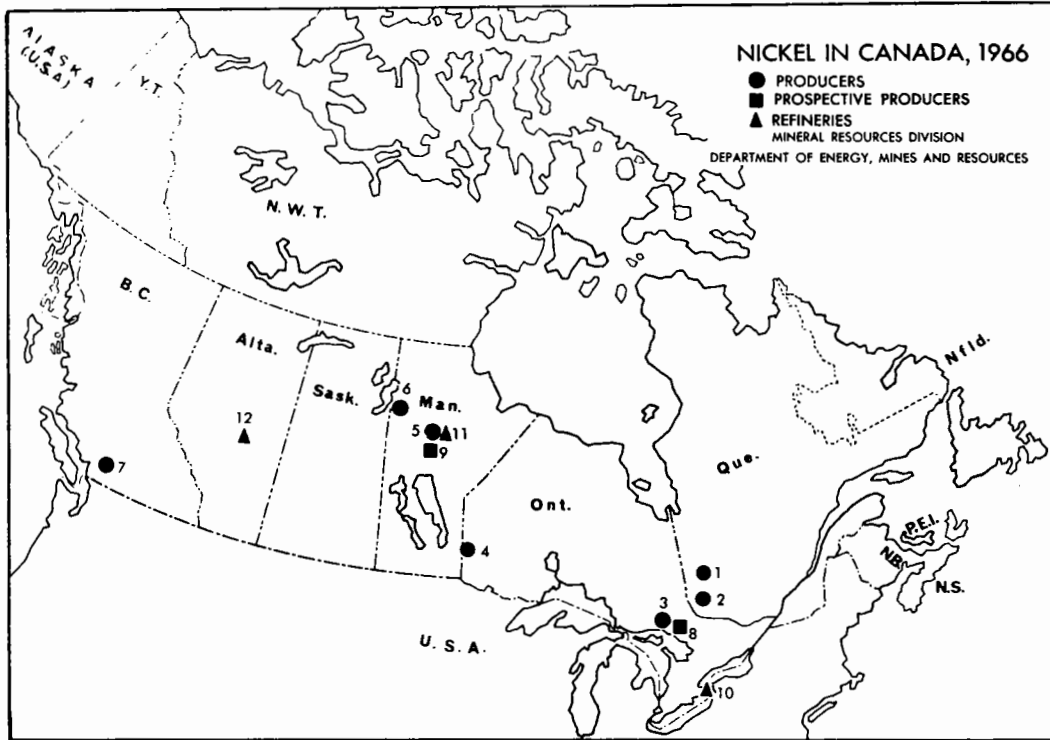 NICKEL IN CANADA, 1966
PRODUCERS
PROSPECTIVE PRODUCERS
REFINERIES
MINERAL RESOURCES DIVISION
DEPARTMENT OF ENERGY, MINES AND RESOURCES
ALASKA
(U.S.A)
Y.T.
N.W.T.
B.C.
Alta.
Sask.
Man.
Ont.
Que.
Nfld.
P.E.I.
N.B.
N.S.
U.S.A.
6
5
11
9
12
7
4
1
2
3
8
10